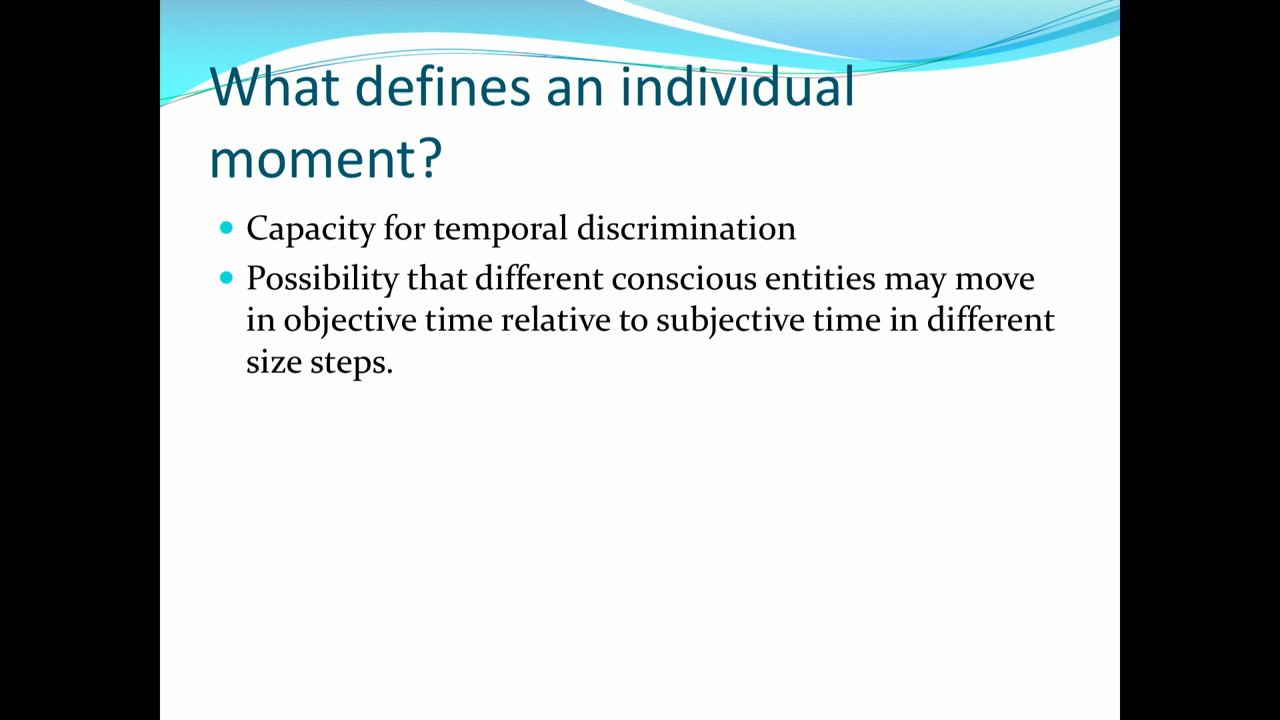 What defines an individual
moment?
• Capacity for temporal discrimination
• Possibility that different conscious entities may move
in objective time relative to subjective time in different
size steps.